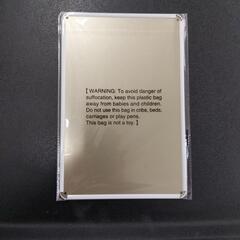 【 WARNING: To avoid danger of
suffocation, keep this plastic bag
away from babies and children.
Do not use this bag in cribs, beds.
carriages or play pens.
This bag is not a toy. 】